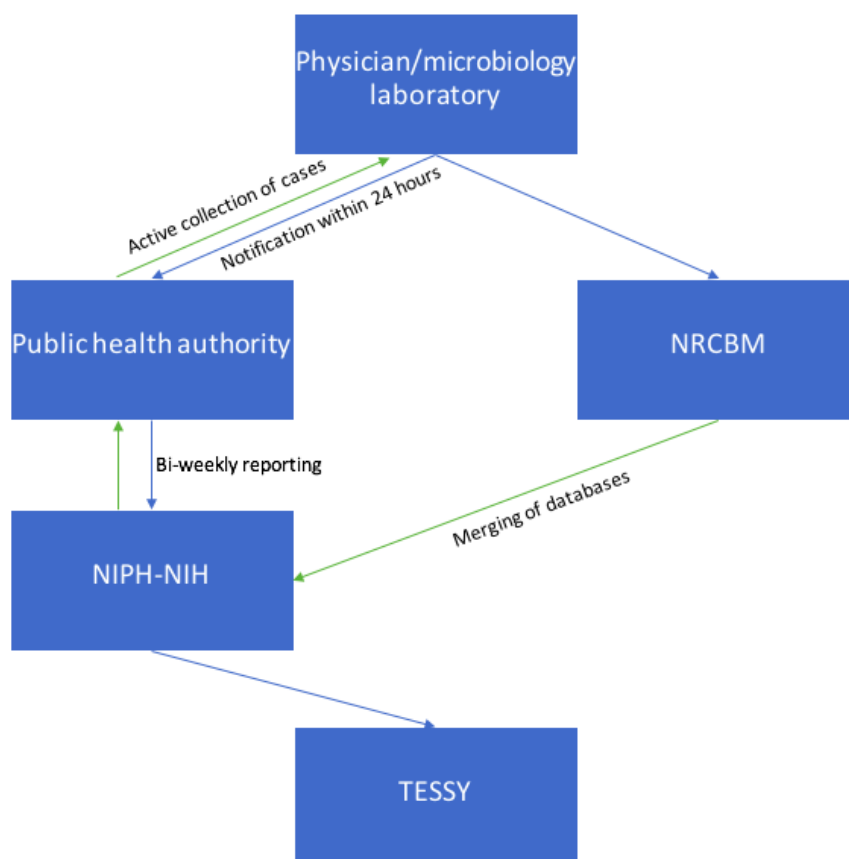 Physician/microbiology
laboratory
Active collection of cases
Notification within 24 hours
Public health authority
NRCBM
Bi-weekly reporting
Merging of databases
NIPH-NIH
TESSY